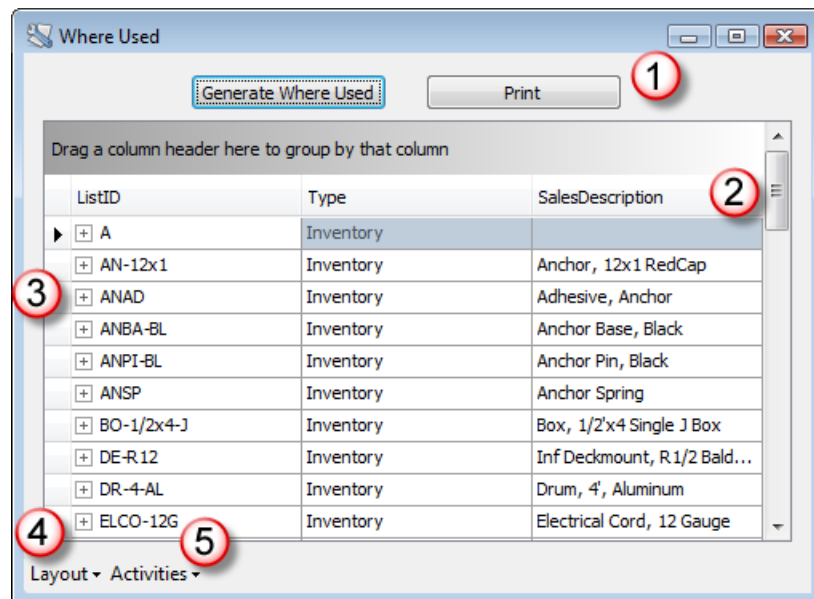 Where Used
Generate Where Used Print 1
Drag a column header here to group by that column
ListID Type SalesDescription 2
A Inventory
AN-12x1 Inventory Anchor, 12x1 RedCap
3 ANAD Inventory Adhesive, Anchor
ANBA-BL Inventory Anchor Base, Black
ANPI-BL Inventory Anchor Pin, Black
ANSP Inventory Anchor Spring
BO-1/2x4-J Inventory Box, 1/2'x4 Single J Box
DE-R12 Inventory Inf Deckmount, R1/2 Bald...
DR-4-AL Inventory Drum, 4', Aluminum
4 ELCO-12G Inventory Electrical Cord, 12 Gauge
5
Layout Activities